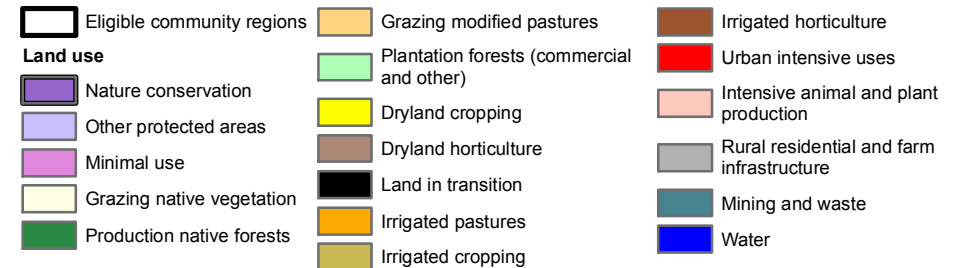 Eligible community regions
Land use
Nature conservation
Other protected areas
Minimal use
Grazing native vegetation
Production native forests
Grazing modified pastures
Plantation forests (commercial
and other)
Dryland cropping
Dryland horticulture
Land in transition
Irrigated pastures
Irrigated cropping
Irrigated horticulture
Urban intensive uses
Intensive animal and plant
production
Rural residential and farm
infrastructure
Mining and waste
Water